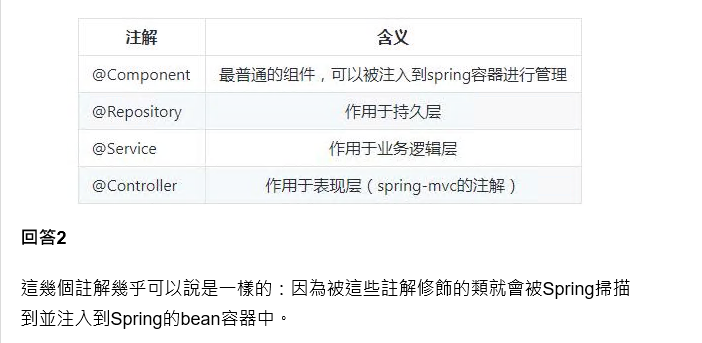 注解 含义
@Component 最普通的组件，可以被注入到spring容器进行管理
@Repository 作用于持久层
@Service 作用于业务逻辑层
@Controller 作用于表现层（spring-mvc的注解）
回答2
這幾個註解幾乎可以說是一樣的：因為被這些註解修飾的類就會被Spring掃描
到並注入到Spring的bean容器中。